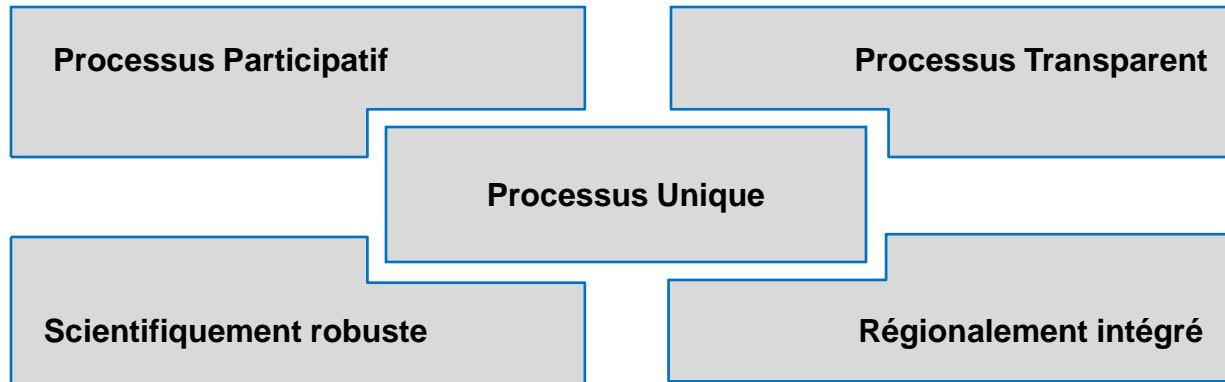 Processus Participatif
Processus Transparent
Processus Unique
Scientifiquement robuste
Régionalement intégré